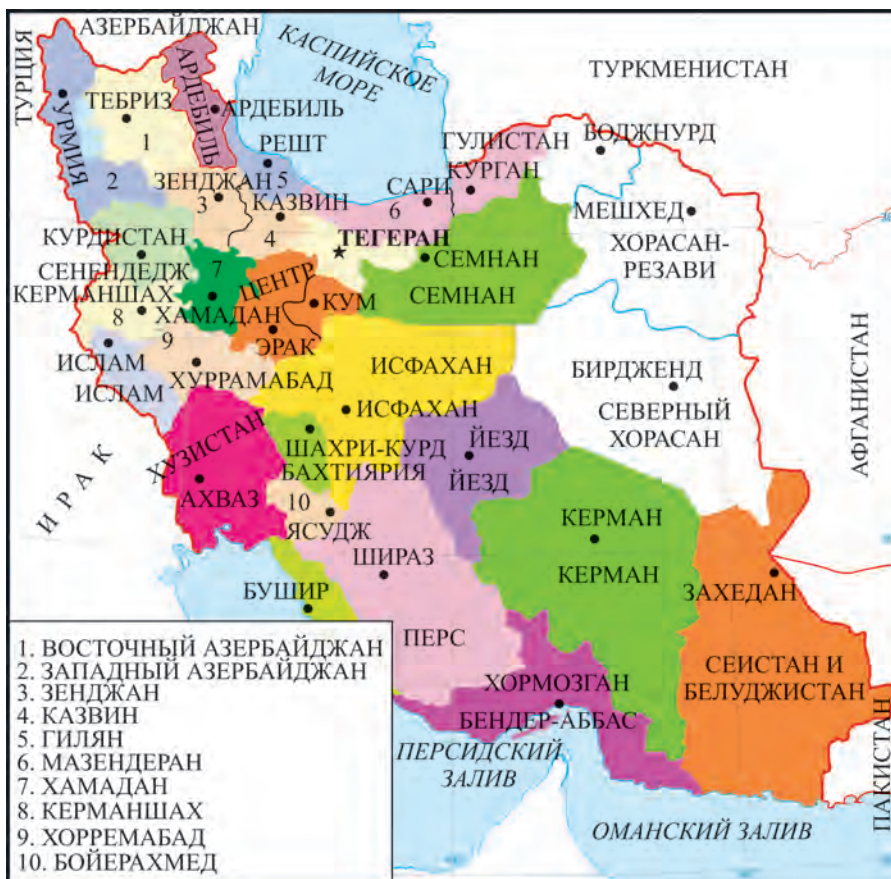 АЗЕРБАЙДЖАН
ТУРЦИЯ
КАСПИЙСКОЕ
МОРЕ
ТУРКМЕНИСТАН
АРДЕБИЛЬ
УРМИЯ
ТЕБРИЗ
1
АРДЕБИЛЬ
РЕШТ
5
2
ЗЕНДЖАН
3
КАЗВИН
4
САРИ
6
ГУЛИСТАН
КУРГАН
БОДЖНУРД
МЕШХЕД
ХОРАСАН-
РЕЗАВИ
КУРДИСТАН
СЕНЕНДЕДЖ
ТЕГЕРАН
СЕМНАН
СЕМНАН
7
КЕРМАНШАХ
8
ХАМАДАН
ЦЕНТР
КУМ
ЭРАК
9
ИСЛАМ
ИСЛАМ
ХУРРАМАБАД
ИСФАХАН
ИСФАХАН
БИРДЖЕНД
СЕВЕРНЫЙ
ХОРАСАН
АФГАНИСТАН
ИРАК
ХУЗИСТАН
АХВАЗ
ШАХРИ-КУРД
БАХТИЯРИЯ
ЙЕЗД
ЙЕЗД
10
ЯСУДЖ
ШИРАЗ
КЕРМАН
КЕРМАН
ЗАХЕДАН
БУШИР
ПЕРС
ХОРМОЗГАН
БЕНДЕР-АББАС
СЕИСТАН И
БЕЛУДЖИСТАН
ПАКИСТАН
ПЕРСИДСКИЙ
ЗАЛИВ
ОМАНСКИЙ ЗАЛИВ
1. ВОСТОЧНЫЙ АЗЕРБАЙДЖАН
2. ЗАПАДНЫЙ АЗЕРБАЙДЖАН
3. ЗЕНДЖАН
4. КАЗВИН
5. ГИЛЯН
6. МАЗЕНДЕРАН
7. ХАМАДАН
8. КЕРМАНШАХ
9. ХОРРЕМАБАД
10. БОЙЕРАХМЕД